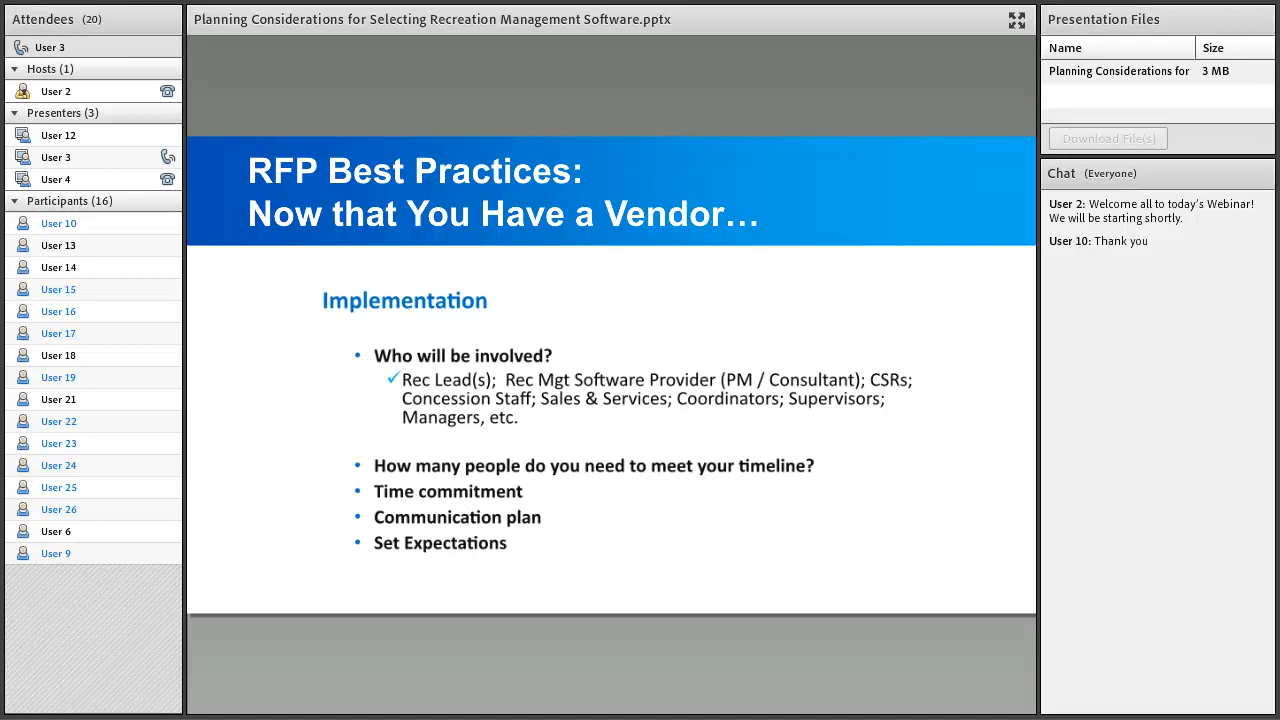 Attendees (20)
User 3
Hosts (1)
User 2
Presenters (3)
User 12
User 3
User 4
Participants (16)
User 10
User 13
User 14
User 15
User 16
User 17
User 18
User 19
User 21
User 22
User 23
User 24
User 25
User 26
User 6
User 9
Planning Considerations for Selecting Recreation Management Software.pptx
RFP Best Practices:
Now that You Have a Vendor…
Implementation
• Who will be involved?
✓Rec Lead(s); Rec Mgt Software Provider (PM / Consultant); CSRs;
Concession Staff; Sales & Services; Coordinators; Supervisors;
Managers, etc.
• How many people do you need to meet your timeline?
• Time commitment
• Communication plan
• Set Expectations
Presentation Files
Name Size
Planning Considerations for 3 MB
Download File(s)
Chat (Everyone)
User 2: Welcome all to today's Webinar!
We will be starting shortly.
User 10: Thank you